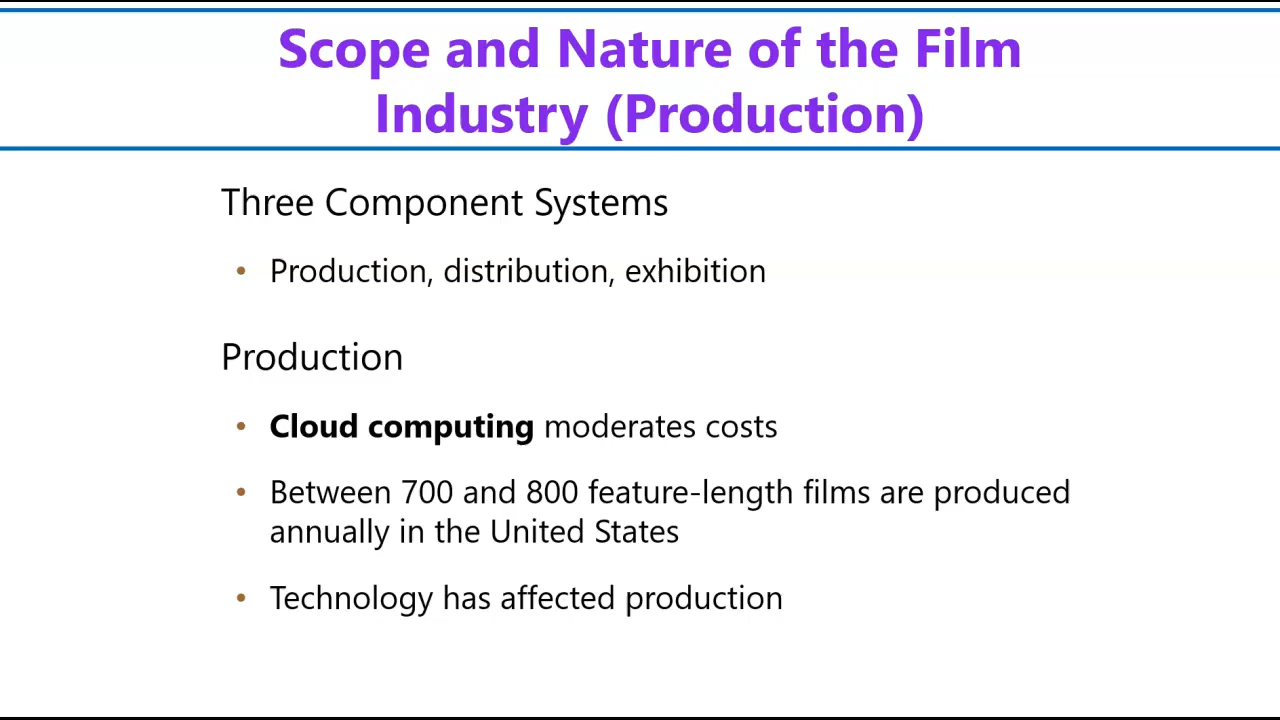 Scope and Nature of the Film
Industry (Production)
Three Component Systems
• Production, distribution, exhibition
Production
• Cloud computing moderates costs
• Between 700 and 800 feature-length films are produced
annually in the United States
• Technology has affected production